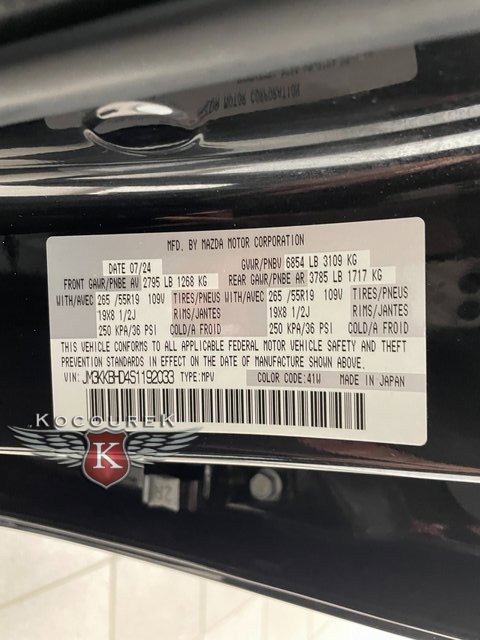 MFD. BY MAZDA MOTOR CORPORATION
DATE 07/24 GVWR/PNBV 6854 LB 3109 KG
FRONT GAWR/PNBE AV 2795 LB 1268 KG REAR GAWR/PNBE AR 3785 LB 1717 KG
WITH/AVEC 265 /55R19 109V TIRES/PNEUS WITH/AVEC 265 /55R19 109V TIRES/PNEUS
19X8 1/2J RIMS/JANTES 19X8 1/2J RIMS/JANTES
250 KPA/36 PSI COLD/A FROID 250 KPA/36 PSI COLD/A FROID
THIS VEHICLE CONFORMS TO ALL APPLICABLE FEDERAL MOTOR VEHICLE SAFETY AND THEFT
PREVENTION STANDARDS IN EFFECT ON THE DATE OF MANUFACTURE SHOWN ABOVE.
VIN: JM3KKBHD4S1192033 TYPE: MPV COLOR CODE: 41W MADE IN JAPAN
KOCOUREK
K